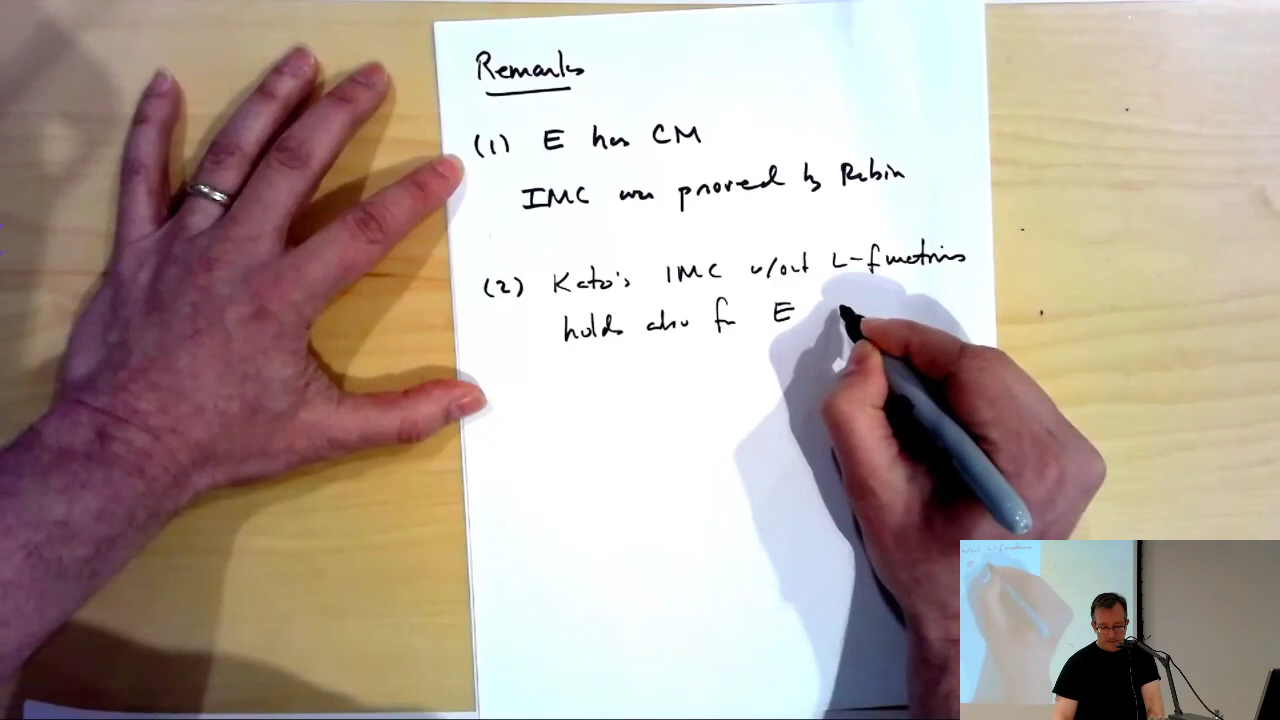 Remarks
(1) E has CM
IMC was proved by Rubin
(2) Kato's IMC w/out L-functions
holds also for E